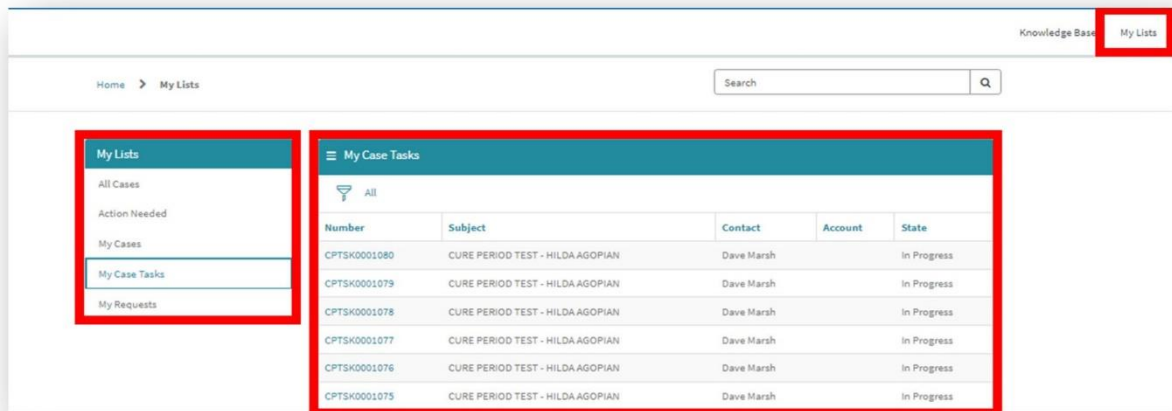 Knowledge Base My Lists
Home > My Lists
Search
My Lists
All Cases
Action Needed
My Cases
My Case Tasks
My Requests
My Case Tasks
All
Number Subject Contact Account State
CPTSK0001080 CURE PERIOD TEST - HILDA AGOPIAN Dave Marsh In Progress
CPTSK0001079 CURE PERIOD TEST - HILDA AGOPIAN Dave Marsh In Progress
CPTSK0001078 CURE PERIOD TEST - HILDA AGOPIAN Dave Marsh In Progress
CPTSK0001077 CURE PERIOD TEST - HILDA AGOPIAN Dave Marsh In Progress
CPTSK0001076 CURE PERIOD TEST - HILDA AGOPIAN Dave Marsh In Progress
CPTSK0001075 CURE PERIOD TEST - HILDA AGOPIAN Dave Marsh In Progress